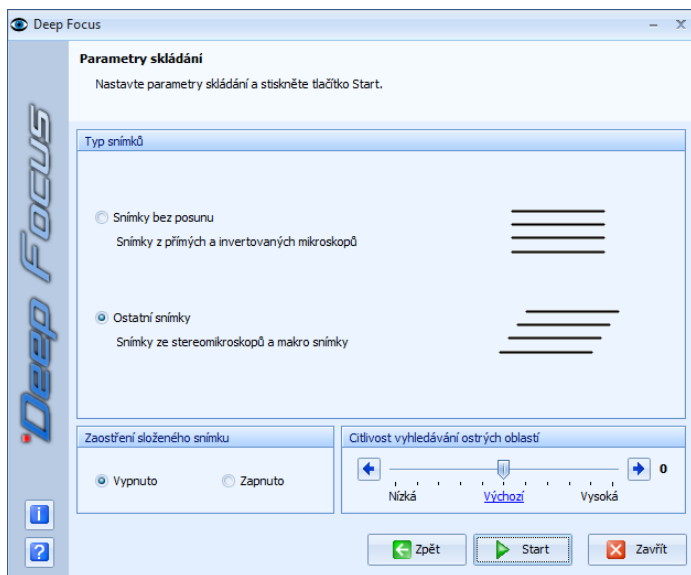 Deep Focus
Parametry skládání
Nastavte parametry skládání a stiskněte tlačítko Start.
Deep Focus
Typ snímků
Snímky bez posunu
Snímky z přímých a invertovaných mikroskopů
Ostatní snímky
Snímky ze stereomikroskopů a makro snímky
Zaostření složeného snímku
Vypnuto
Zapnuto
Citlivost vyhledávání ostrých oblastí
0
Nízká
Výchozí
Vysoká
Zpět
Start
Zavřít